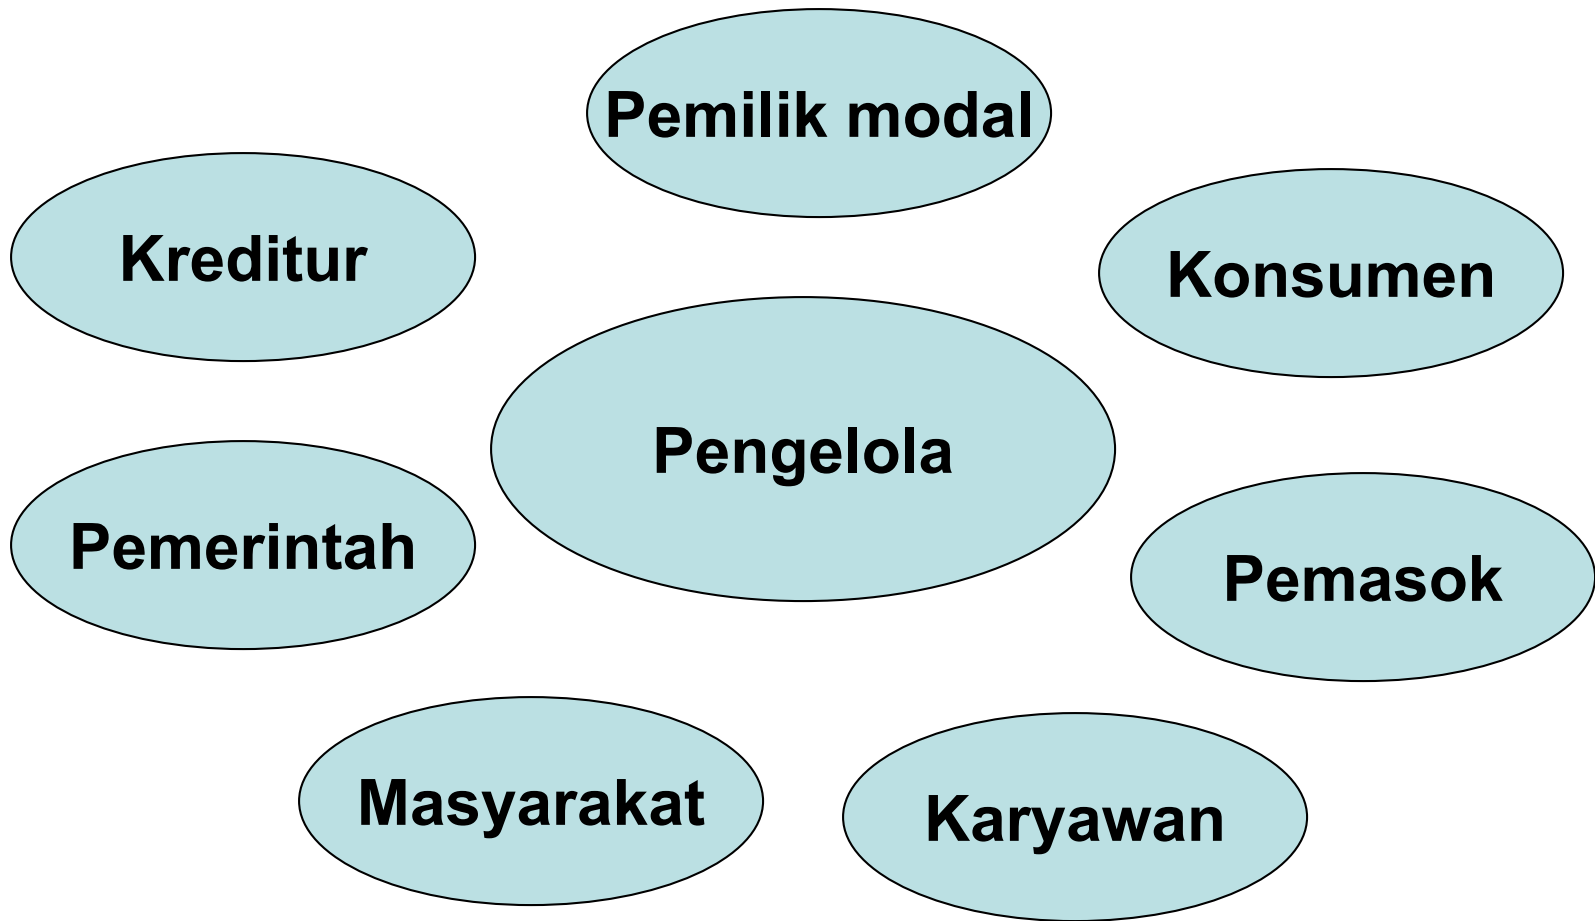 Pemilik modal
Kreditur
Konsumen
Pengelola
Pemerintah
Pemasok
Masyarakat
Karyawan